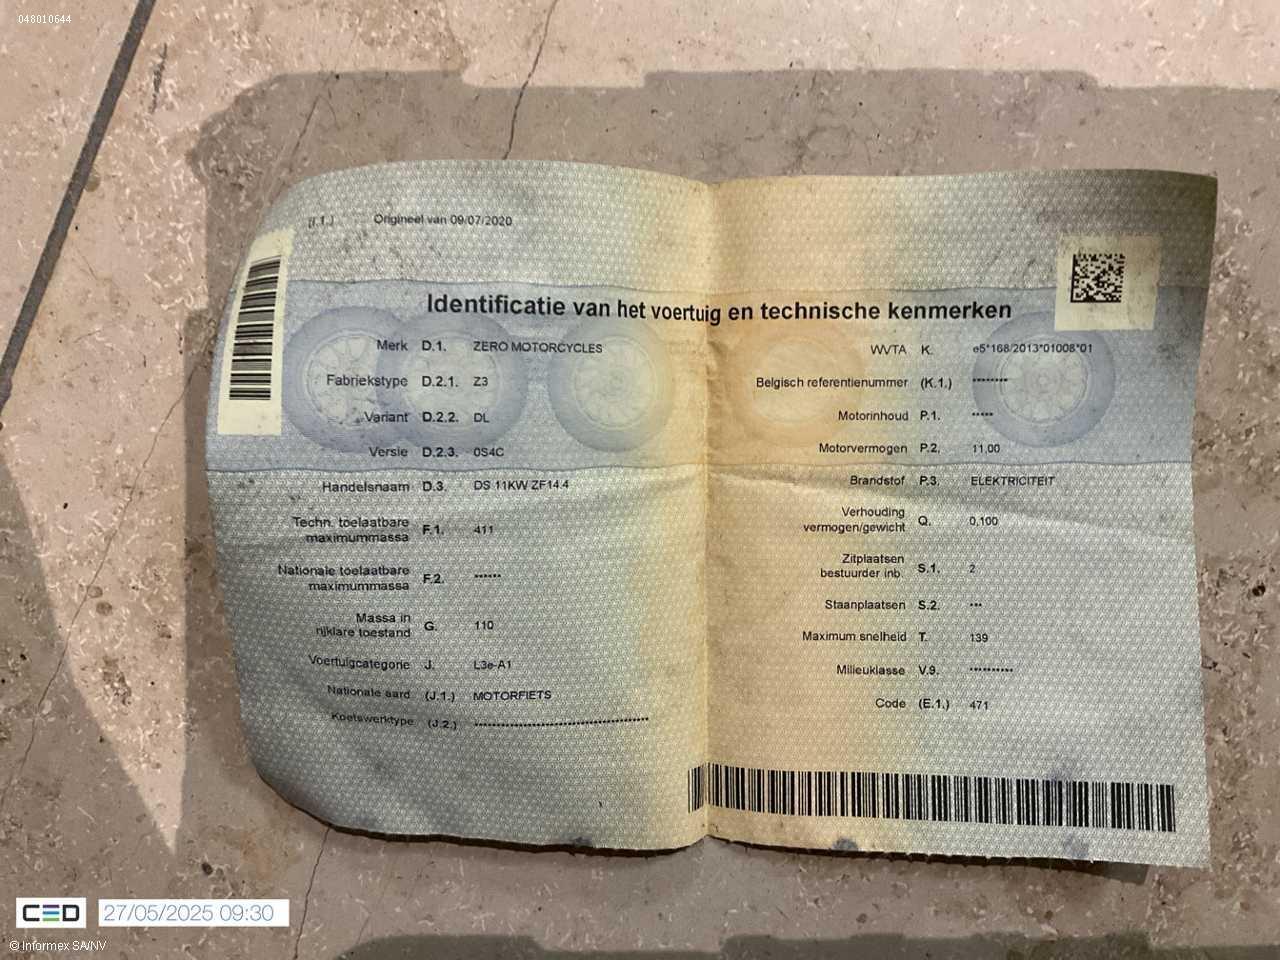 048010644
(I.1.) Origineel van 09/07/2020
Identificatie van het voertuig en technische kenmerken
Merk D.1. ZERO MOTORCYCLES
Fabriekstype D.2.1. Z3
Variant D.2.2. DL
Versie D.2.3. 0S4C
Handelsnaam D.3. DS 11KW ZF14.4
Techn. toelaatbare
maximummassa F.1. 411
Nationale toelaatbare
maximummassa F.2. ******
Massa in
rijklare toestand G. 110
Voertuigcategorie J. L3e-A1
Nationale aard (J.1.) MOTORFIETS
Koetswerktype (J.2.)
WVTA K. e5*168/2013*01008*01
Belgisch referentienummer (K.1.) ********
Motorinhoud P.1. *****
Motorvermogen P.2. 11,00
Brandstof P.3. ELEKTRICITEIT
Verhouding
vermogen/gewicht Q. 0,100
Zitplaatsen
bestuurder inb. S.1. 2
Staanplaatsen S.2. ***
Maximum snelheid T. 139
Milieuklasse V.9. **********
Code (E.1.) 471
CED 27/05/2025 09:30
© Informex SA/NV